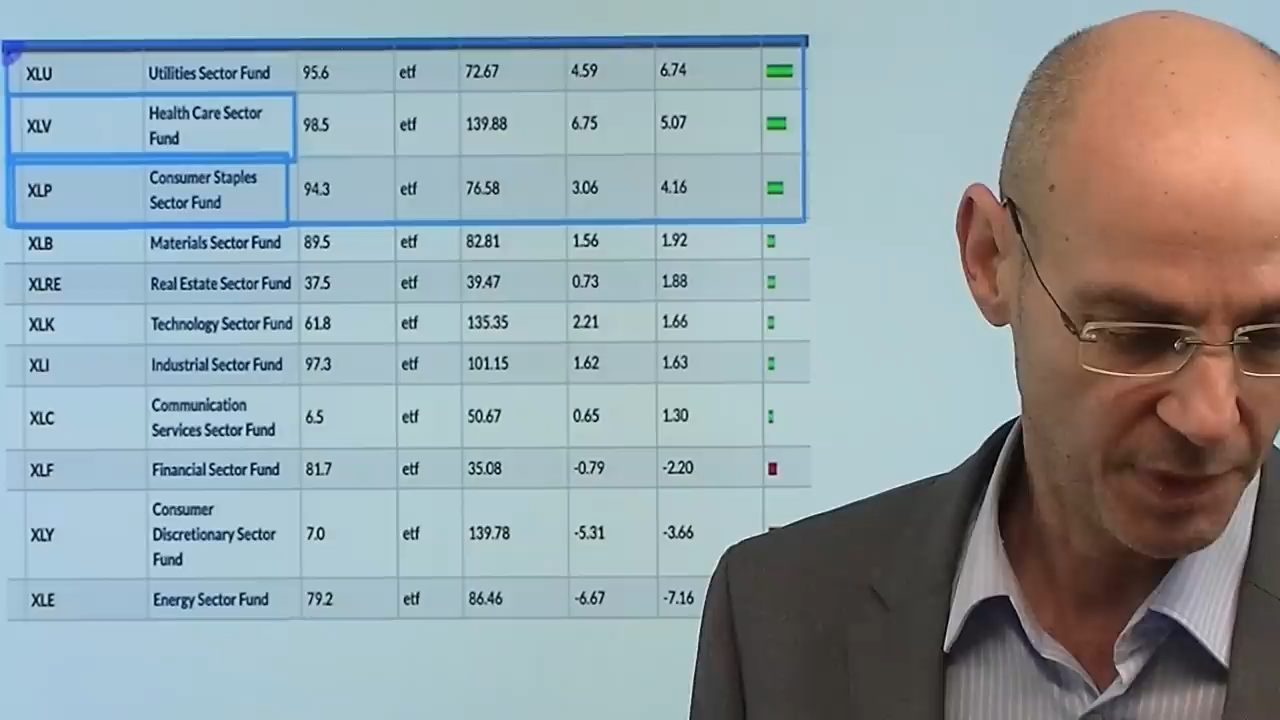 XLU Utilities Sector Fund 95.6 etf 72.67 4.59 6.74
XLV Health Care Sector Fund 98.5 etf 139.88 6.75 5.07
XLP Consumer Staples Sector Fund 94.3 etf 76.58 3.06 4.16
XLB Materials Sector Fund 89.5 etf 82.81 1.56 1.92
XLRE Real Estate Sector Fund 37.5 etf 39.47 0.73 1.88
XLK Technology Sector Fund 61.8 etf 135.35 2.21 1.66
XLI Industrial Sector Fund 97.3 etf 101.15 1.62 1.63
XLC Communication Services Sector Fund 6.5 etf 50.67 0.65 1.30
XLF Financial Sector Fund 81.7 etf 35.08 -0.79 -2.20
XLY Consumer Discretionary Sector Fund 7.0 etf 139.78 -5.31 -3.66
XLE Energy Sector Fund 79.2 etf 86.46 -6.67 -7.16